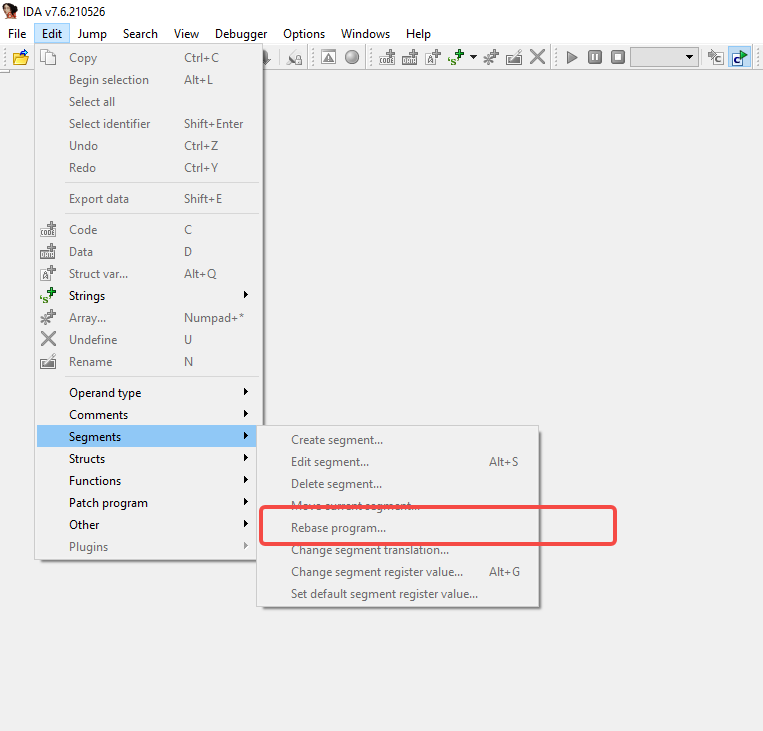 IDA v7.6.210526
File Edit Jump Search View Debugger Options Windows Help
Copy Ctrl+C
Begin selection Alt+L
Select all
Select identifier Shift+Enter
Undo Ctrl+Z
Redo Ctrl+Y
Export data Shift+E
Code C
Data D
Struct var... Alt+Q
Strings
Array... Numpad+*
Undefine U
Rename N
Operand type
Comments
Segments
Structs
Functions
Patch program
Other
Plugins
Create segment...
Edit segment... Alt+S
Delete segment...
Move current segment...
Rebase program...
Change segment translation...
Change segment register value... Alt+G
Set default segment register value...